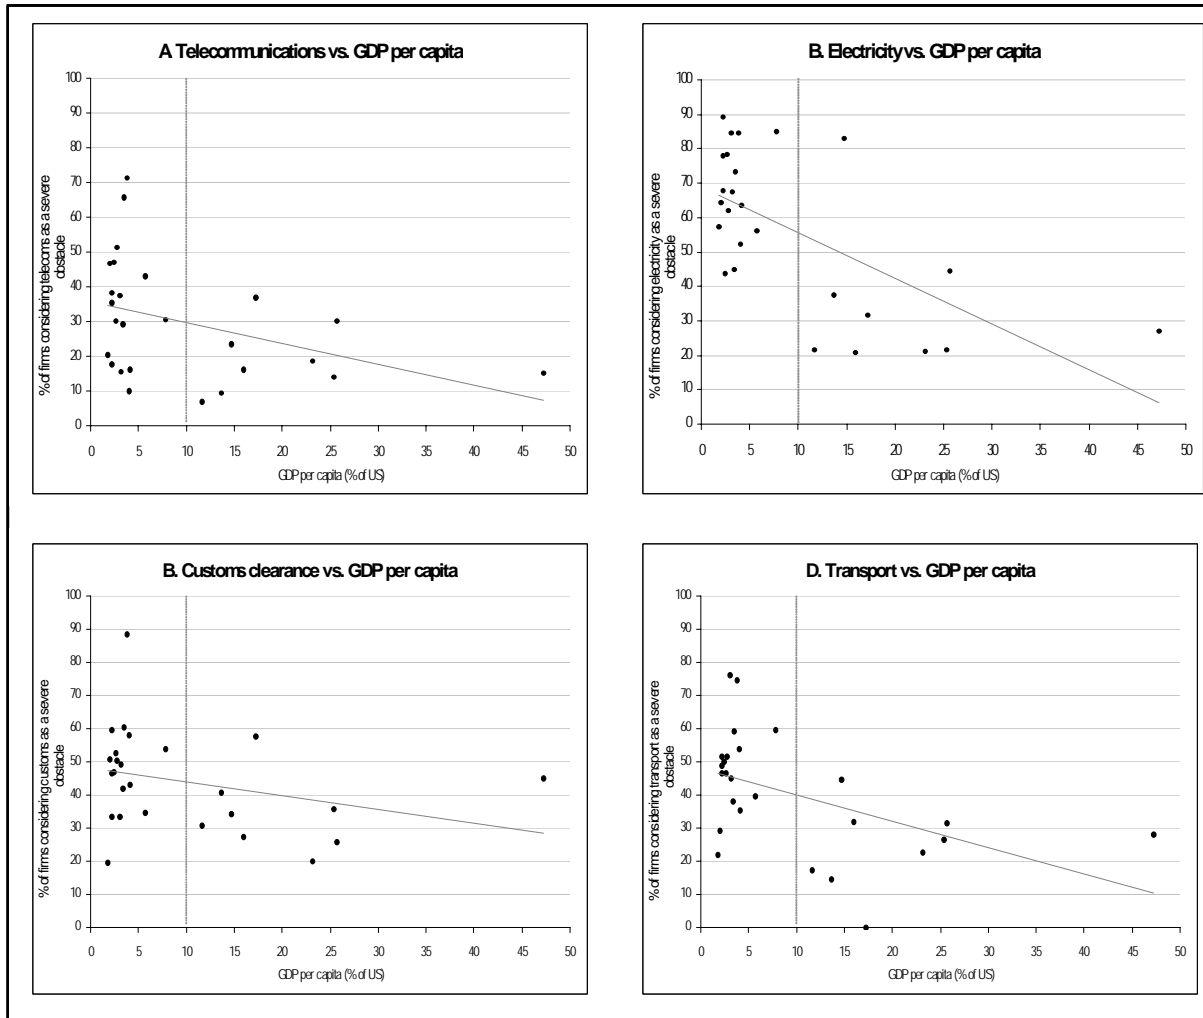 A Telecommunications vs. GDP per capita
% of firms considering telecoms as a severe
obstacle
100
90
80
70
60
50
40
30
20
10
0
0 5 10 15 20 25 30 35 40 45 50
GDP per capita (% of US)
B. Electricity vs. GDP per capita
% of firms considering electricity as a severe
obstacle
100
90
80
70
60
50
40
30
20
10
0
0 5 10 15 20 25 30 35 40 45 50
GDP per capita (% of US)
B. Customs clearance vs. GDP per capita
% of firms considering customs as a severe
obstacle
100
90
80
70
60
50
40
30
20
10
0
0 5 10 15 20 25 30 35 40 45 50
GDP per capita (% of US)
D. Transport vs. GDP per capita
% of firms considering transport as a severe
obstacle
100
90
80
70
60
50
40
30
20
10
0
0 5 10 15 20 25 30 35 40 45 50
GDP per capita (% of US)